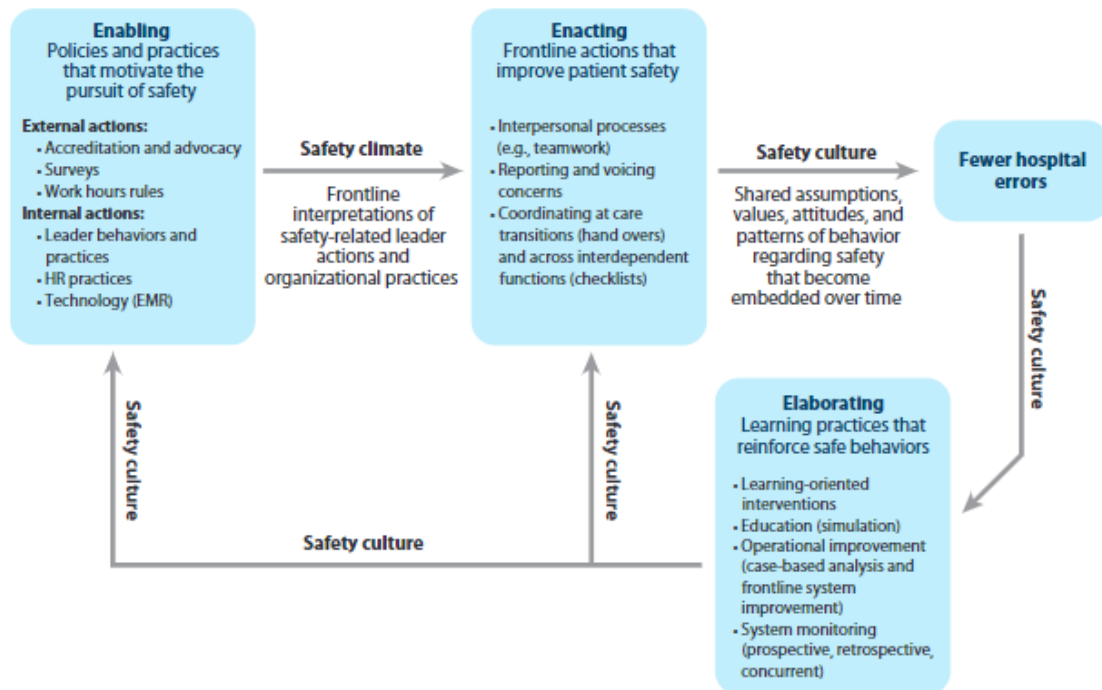 Enabling
Policies and practices
that motivate the
pursuit of safety
External actions:
• Accreditation and advocacy
• Surveys
• Work hours rules
Internal actions:
• Leader behaviors and
practices
• HR practices
• Technology (EMR)
Safety climate
Frontline
interpretations of
safety-related leader
actions and
organizational practices
Enacting
Frontline actions that
improve patient safety
• Interpersonal processes
(e.g., teamwork)
• Reporting and voicing
concerns
• Coordinating at care
transitions (hand overs)
and across interdependent
functions (checklists)
Safety culture
Shared assumptions,
values, attitudes, and
patterns of behavior
regarding safety
that become
embedded over time
Fewer hospital
errors
Safety culture
Elaborating
Learning practices that
reinforce safe behaviors
• Learning-oriented
interventions
• Education (simulation)
• Operational improvement
(case-based analysis and
frontline system
improvement)
• System monitoring
(prospective, retrospective,
concurrent)
Safety culture
Safety culture
Safety culture